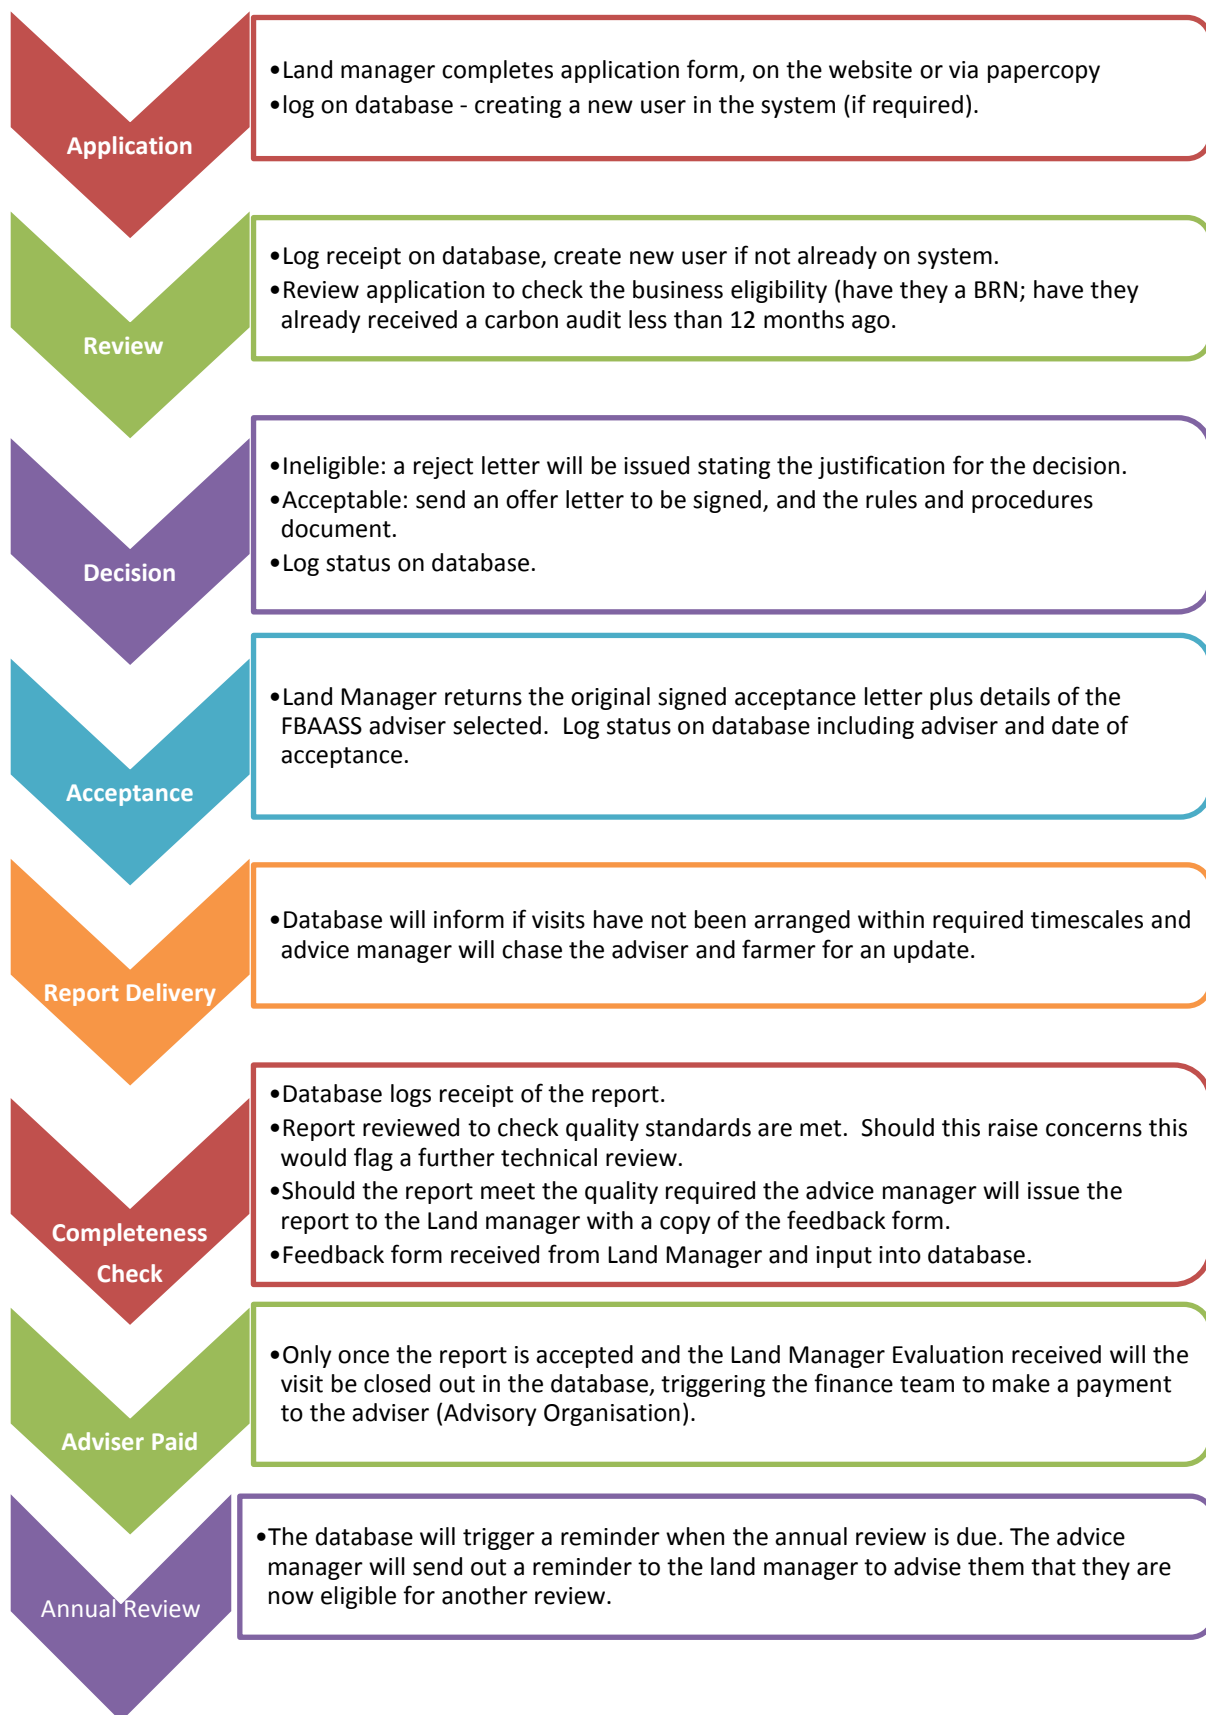 Application
•Land manager completes application form, on the website or via papercopy
•log on database - creating a new user in the system (if required).
Review
•Log receipt on database, create new user if not already on system.
•Review application to check the business eligibility (have they a BRN; have they
already received a carbon audit less than 12 months ago.
Decision
•Ineligible: a reject letter will be issued stating the justification for the decision.
•Acceptable: send an offer letter to be signed, and the rules and procedures
document.
•Log status on database.
Acceptance
•Land Manager returns the original signed acceptance letter plus details of the
FBAASS adviser selected.  Log status on database including adviser and date of
acceptance.
Report Delivery
•Database will inform if visits have not been arranged within required timescales and
advice manager will chase the adviser and farmer for an update.
Completeness
Check
•Database logs receipt of the report.
•Report reviewed to check quality standards are met.  Should this raise concerns this
would flag a further technical review.
•Should the report meet the quality required the advice manager will issue the
report to the Land manager with a copy of the feedback form.
•Feedback form received from Land Manager and input into database.
Adviser Paid
•Only once the report is accepted and the Land Manager Evaluation received will the
visit be closed out in the database, triggering the finance team to make a payment
to the adviser (Advisory Organisation).
Annual Review
•The database will trigger a reminder when the annual review is due. The advice
manager will send out a reminder to the land manager to advise them that they are
now eligible for another review.